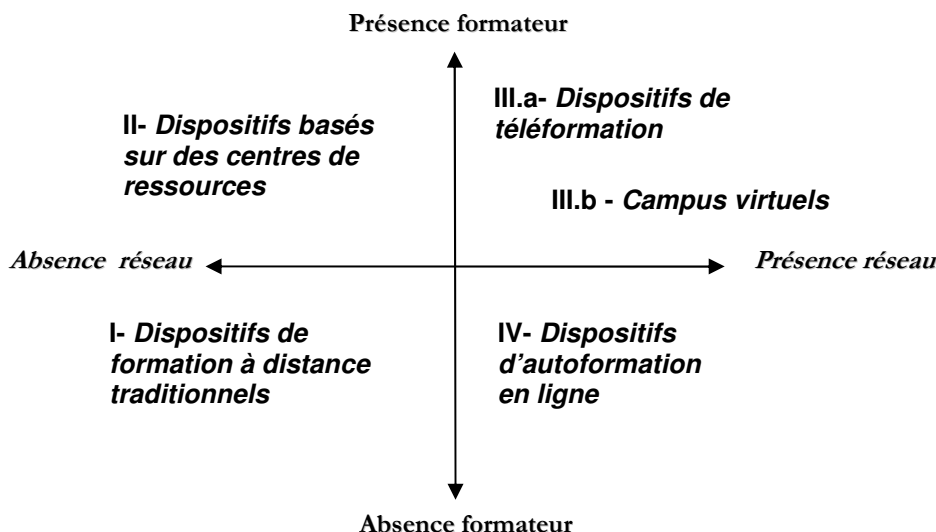 Présence formateur
II- Dispositifs basés
sur des centres de
ressources
III.a- Dispositifs de
téléformation
III.b - Campus virtuels
Absence réseau
Présence réseau
I- Dispositifs de
formation à distance
traditionnels
IV- Dispositifs
d'autoformation
en ligne
Absence formateur